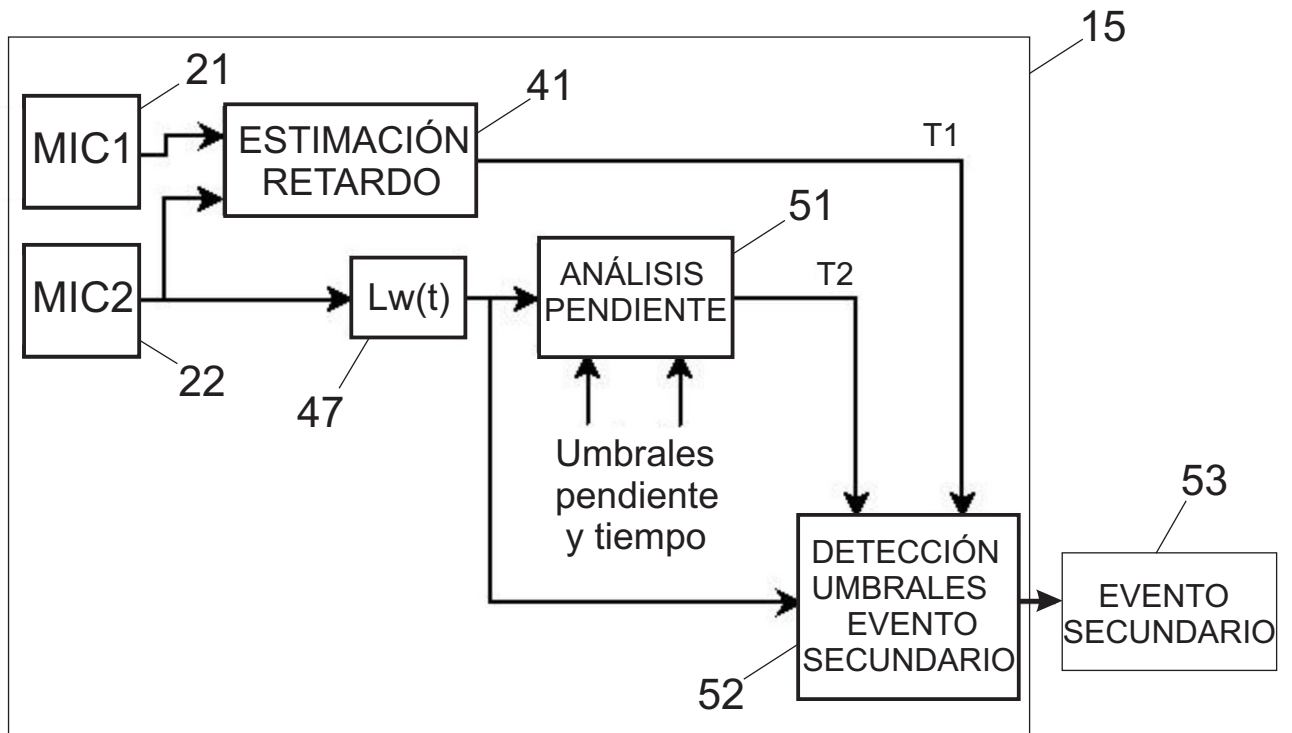 15
21
MIC1
41
ESTIMACIÓN
RETARDO
T1
MIC2
22
Lw(t)
47
51
ANÁLISIS
PENDIENTE
T2
Umbrales
pendiente
y tiempo
DETECCIÓN
UMBRALES
EVENTO
SECUNDARIO
52
53
EVENTO
SECUNDARIO